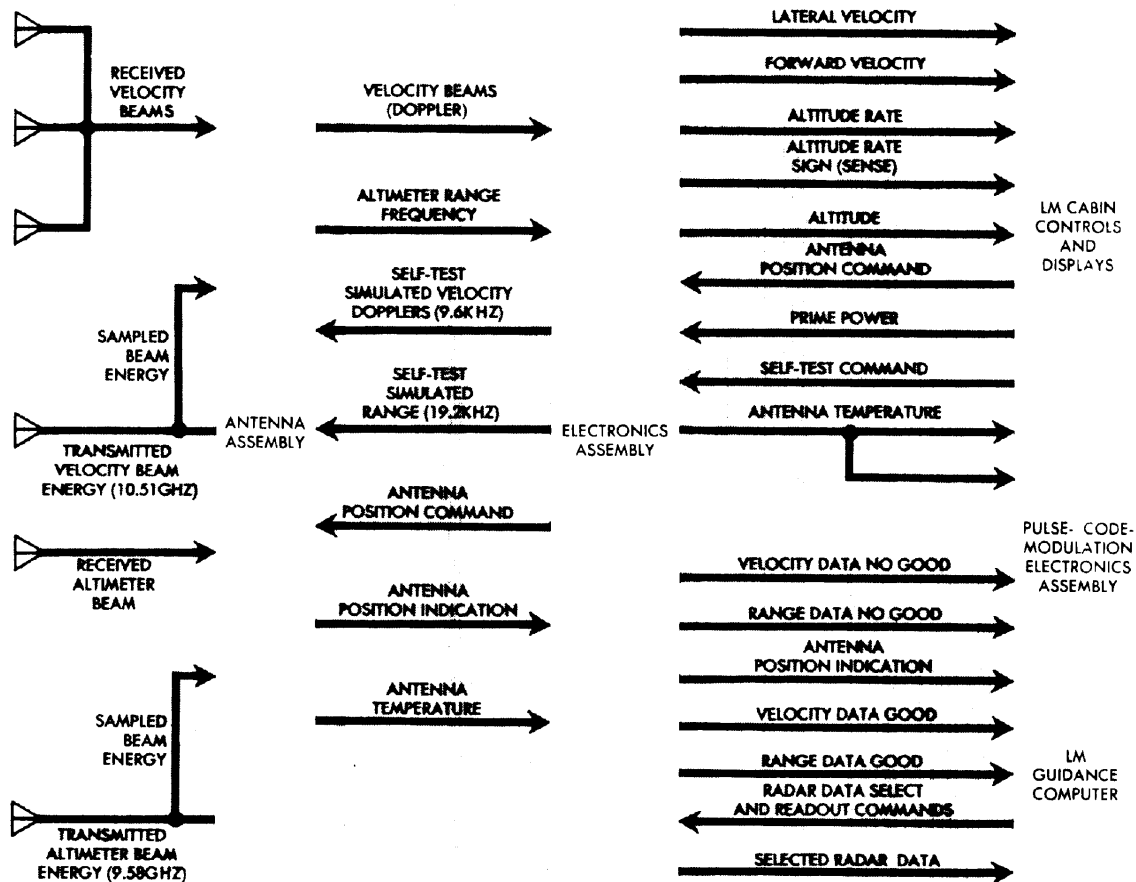 RECEIVED
VELOCITY
BEAMS
SAMPLED
BEAM
ENERGY
TRANSMITTED
VELOCITY BEAM
ENERGY (10.51GHZ)
RECEIVED
ALTIMETER
BEAM
SAMPLED
BEAM
ENERGY
TRANSMITTED
ALTIMETER BEAM
ENERGY (9.58GHZ)
ANTENNA
ASSEMBLY
VELOCITY BEAMS
(DOPPLER)
ALTIMETER RANGE
FREQUENCY
SELF-TEST
SIMULATED VELOCITY
DOPPLERS (9.6KHZ)
SELF-TEST
SIMULATED
RANGE (19.2KHZ)
ANTENNA
POSITION COMMAND
ANTENNA
POSITION INDICATION
ANTENNA
TEMPERATURE
ELECTRONICS
ASSEMBLY
LATERAL VELOCITY
FORWARD VELOCITY
ALTITUDE RATE
ALTITUDE RATE
SIGN (SENSE)
ALTITUDE
ANTENNA
POSITION COMMAND
PRIME POWER
SELF-TEST COMMAND
ANTENNA TEMPERATURE
VELOCITY DATA NO GOOD
RANGE DATA NO GOOD
ANTENNA
POSITION INDICATION
VELOCITY DATA GOOD
RANGE DATA GOOD
RADAR DATA SELECT
AND READOUT COMMANDS
SELECTED RADAR DATA
LM CABIN
CONTROLS
AND
DISPLAYS
PULSE- CODE-
MODULATION
ELECTRONICS
ASSEMBLY
LM
GUIDANCE
COMPUTER